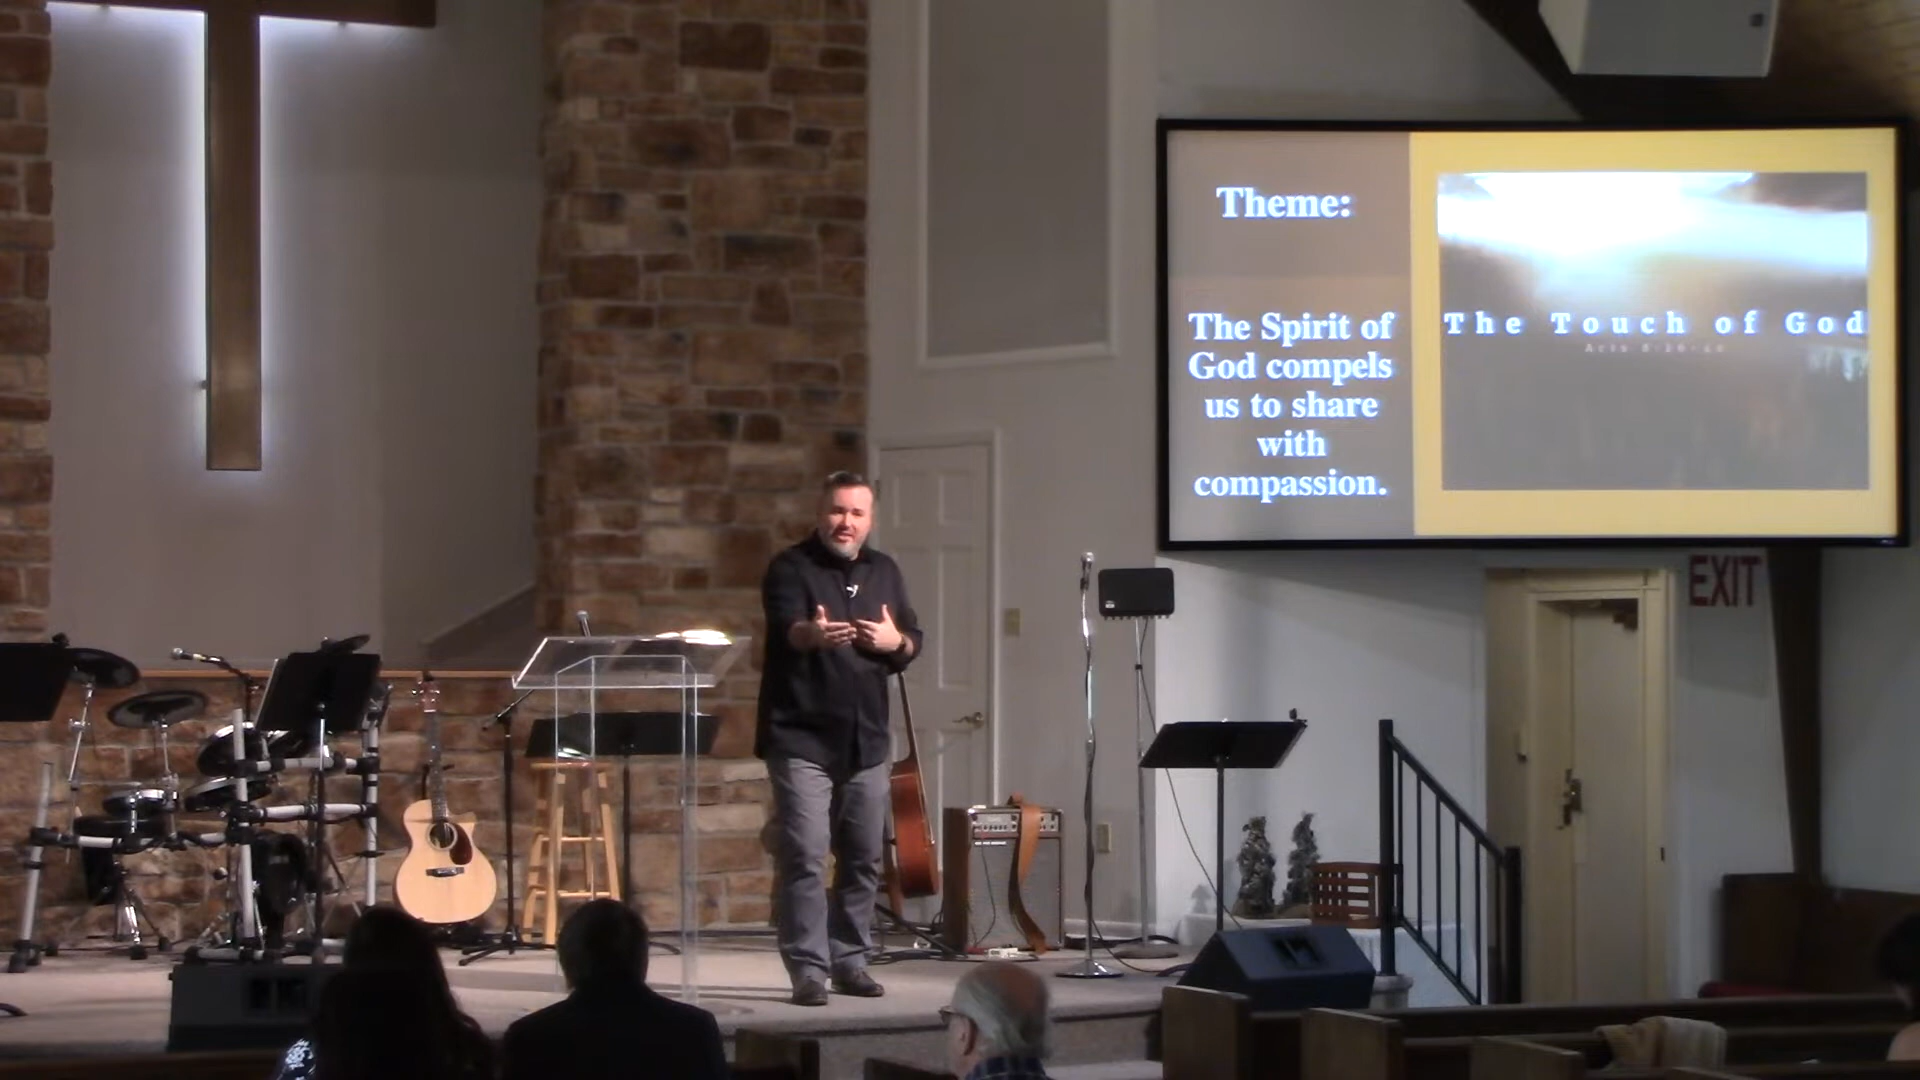 Theme:
The Spirit of
God compels
us to share
with
compassion.
The Touch of God
EXIT